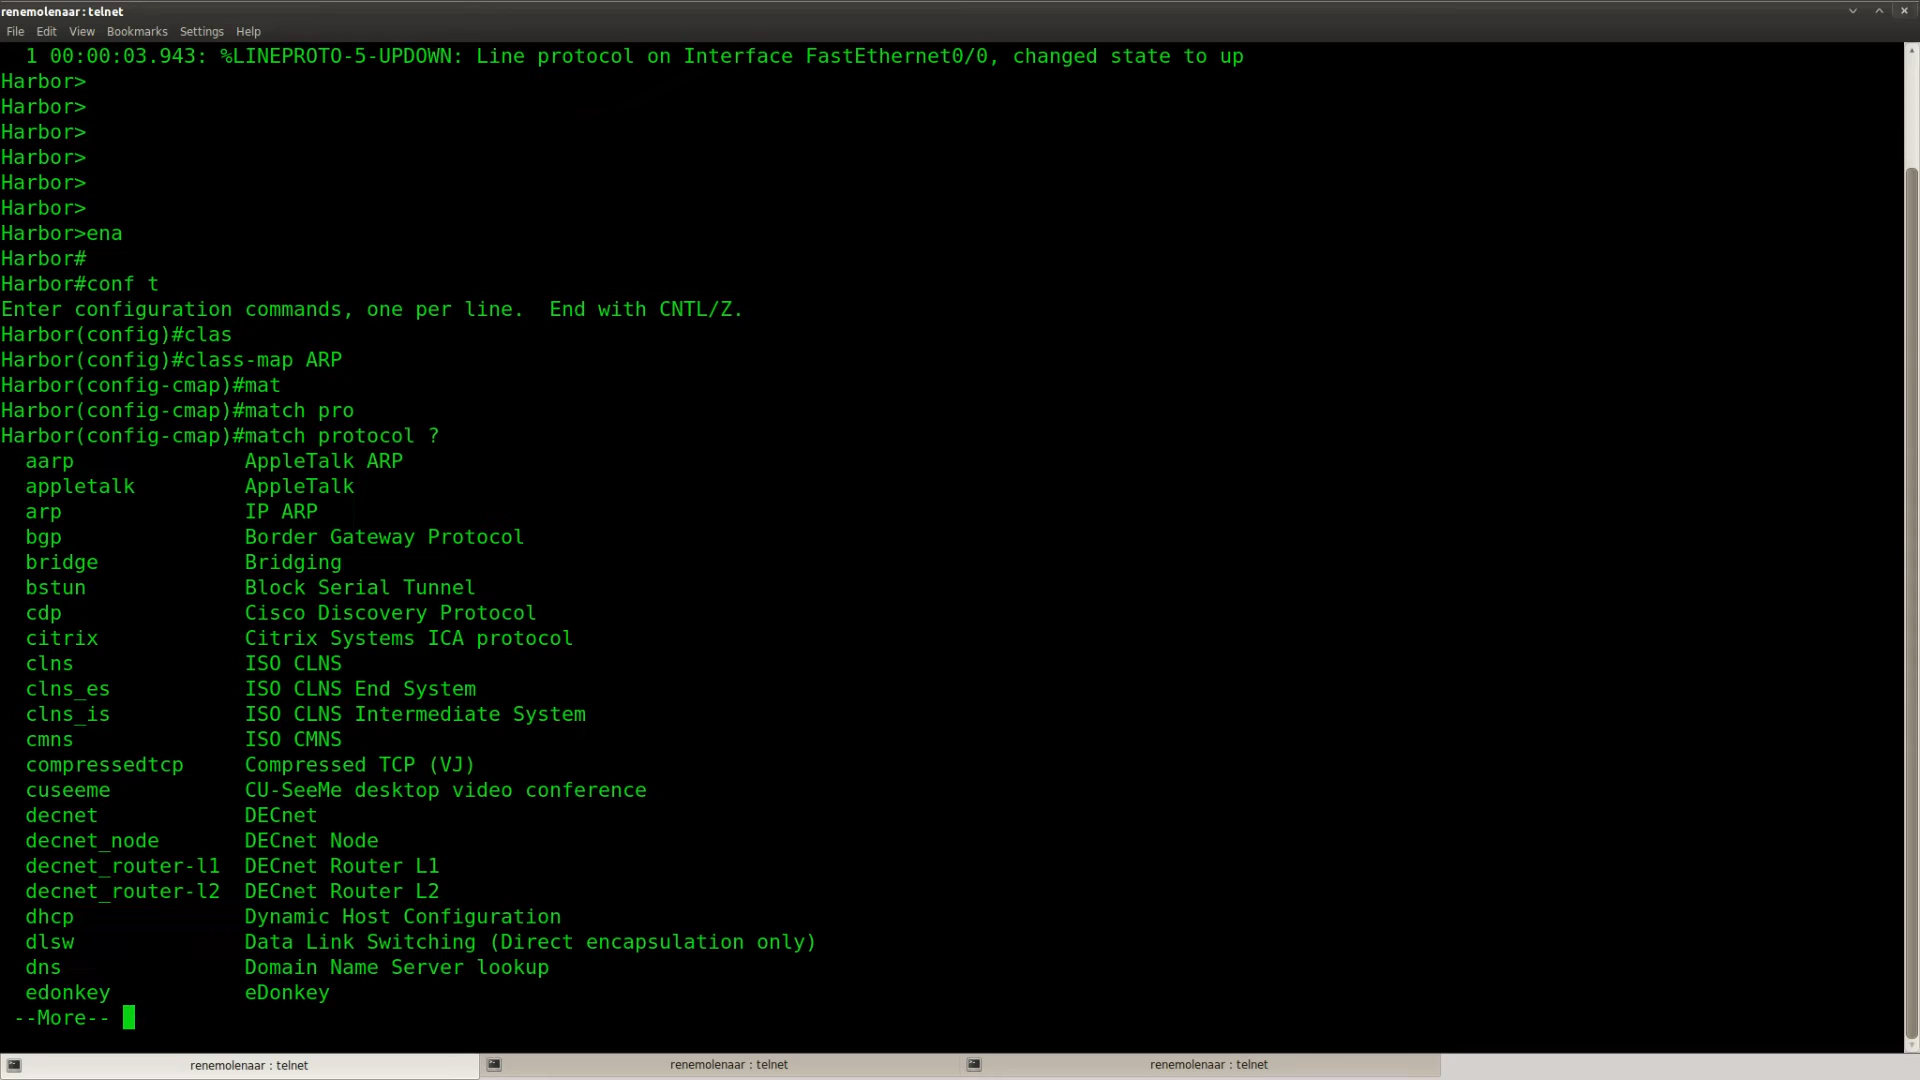 renemolenaar : telnet
File Edit View Bookmarks Settings Help
1 00:00:03.943: %LINEPROTO-5-UPDOWN: Line protocol on Interface FastEthernet0/0, changed state to up
Harbor>
Harbor>
Harbor>
Harbor>
Harbor>
Harbor>
Harbor>ena
Harbor#
Harbor#conf t
Enter configuration commands, one per line.  End with CNTL/Z.
Harbor(config)#clas
Harbor(config)#class-map ARP
Harbor(config-cmap)#mat
Harbor(config-cmap)#match pro
Harbor(config-cmap)#match protocol ?
aarp AppleTalk ARP
appletalk AppleTalk
arp IP ARP
bgp Border Gateway Protocol
bridge Bridging
bstun Block Serial Tunnel
cdp Cisco Discovery Protocol
citrix Citrix Systems ICA protocol
clns ISO CLNS
clns_es ISO CLNS End System
clns_is ISO CLNS Intermediate System
cmns ISO CMNS
compressedtcp Compressed TCP (VJ)
cuseeme CU-SeeMe desktop video conference
decnet DECnet
decnet_node DECnet Node
decnet_router-l1 DECnet Router L1
decnet_router-l2 DECnet Router L2
dhcp Dynamic Host Configuration
dlsw Data Link Switching (Direct encapsulation only)
dns Domain Name Server lookup
edonkey eDonkey
--More--
renemolenaar : telnet renemolenaar : telnet renemolenaar : telnet